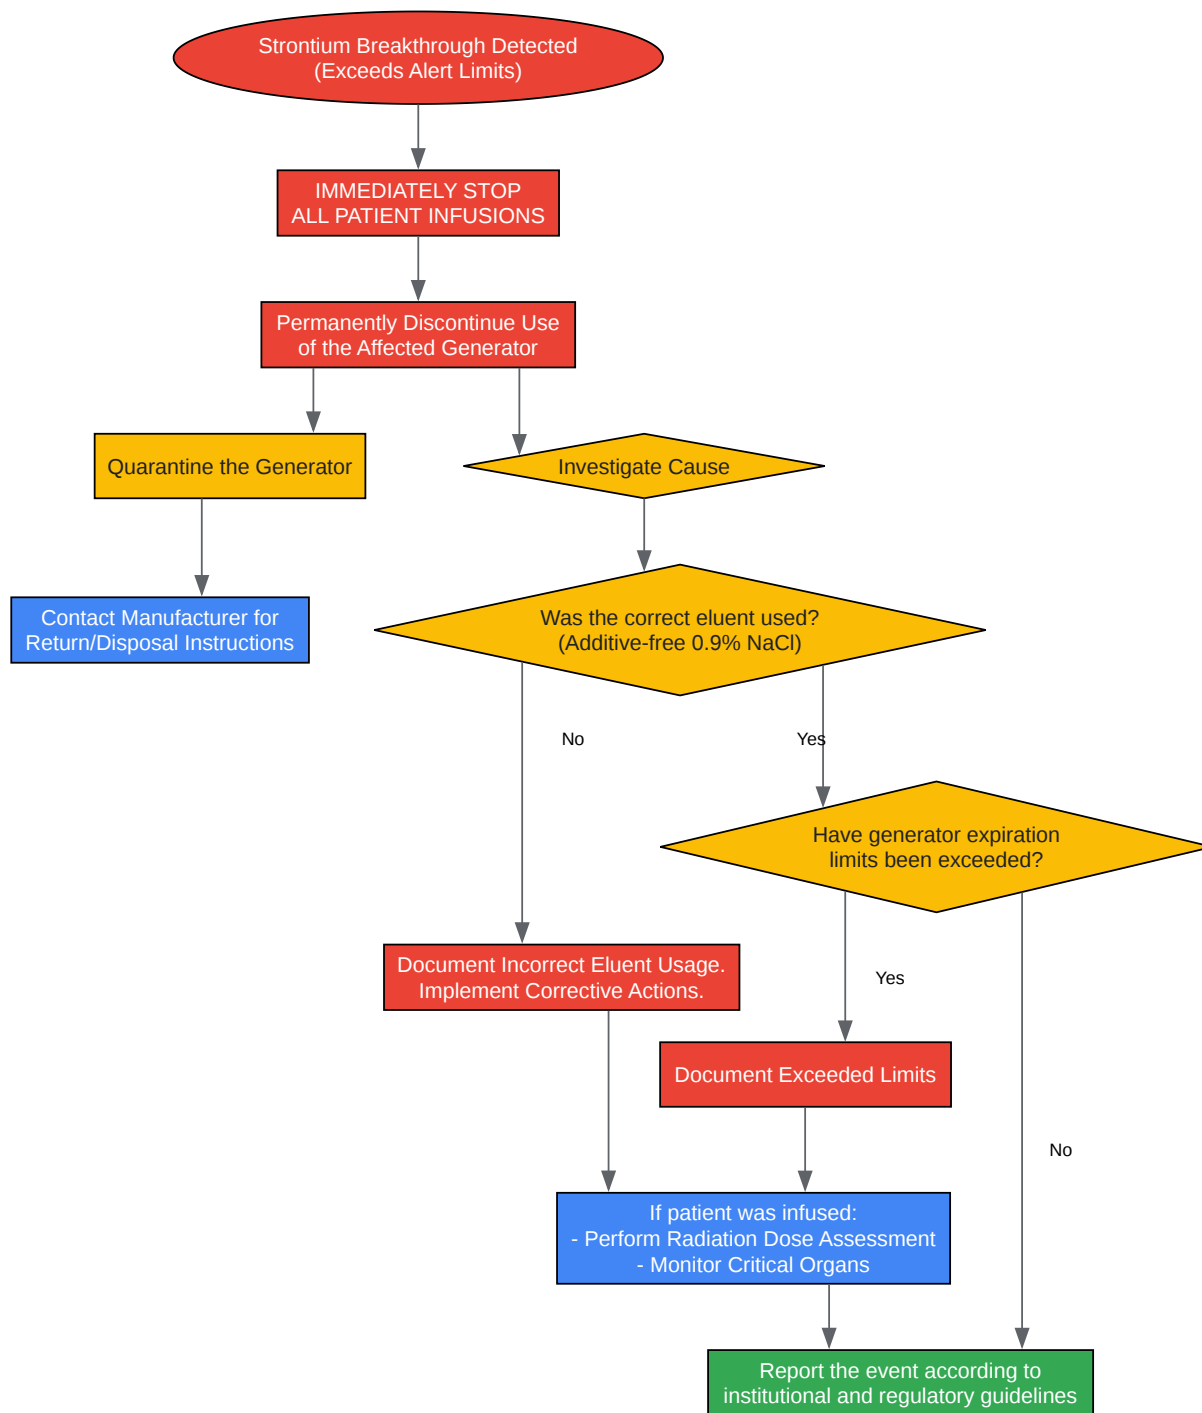 Strontium Breakthrough Detected
(Exceeds Alert Limits)
IMMEDIATELY STOP
ALL PATIENT INFUSIONS
Permanently Discontinue Use
of the Affected Generator
Quarantine the Generator
Investigate Cause
Contact Manufacturer for
Return/Disposal Instructions
Was the correct eluent used?
(Additive-free 0.9% NaCl)
No
Yes
Have generator expiration
limits been exceeded?
Document Incorrect Eluent Usage.
Implement Corrective Actions.
Yes
Document Exceeded Limits
No
If patient was infused:
- Perform Radiation Dose Assessment
- Monitor Critical Organs
Report the event according to
institutional and regulatory guidelines